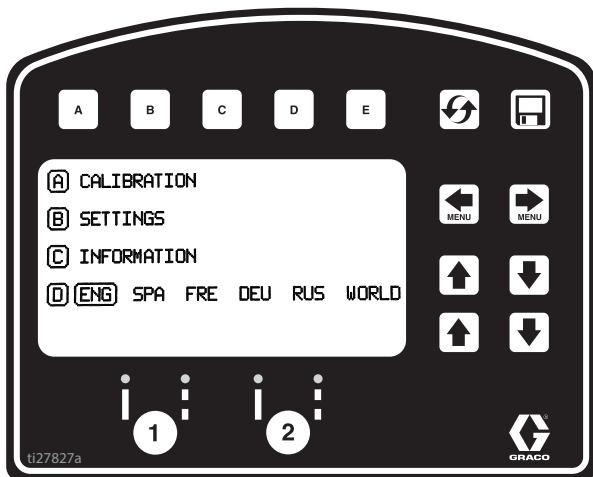 A B C D E
A CALIBRATION
MENU MENU
B SETTINGS
C INFORMATION
D ENG SPA FRE DEU RUS WORLD
1 2
ti27827a
GRACO